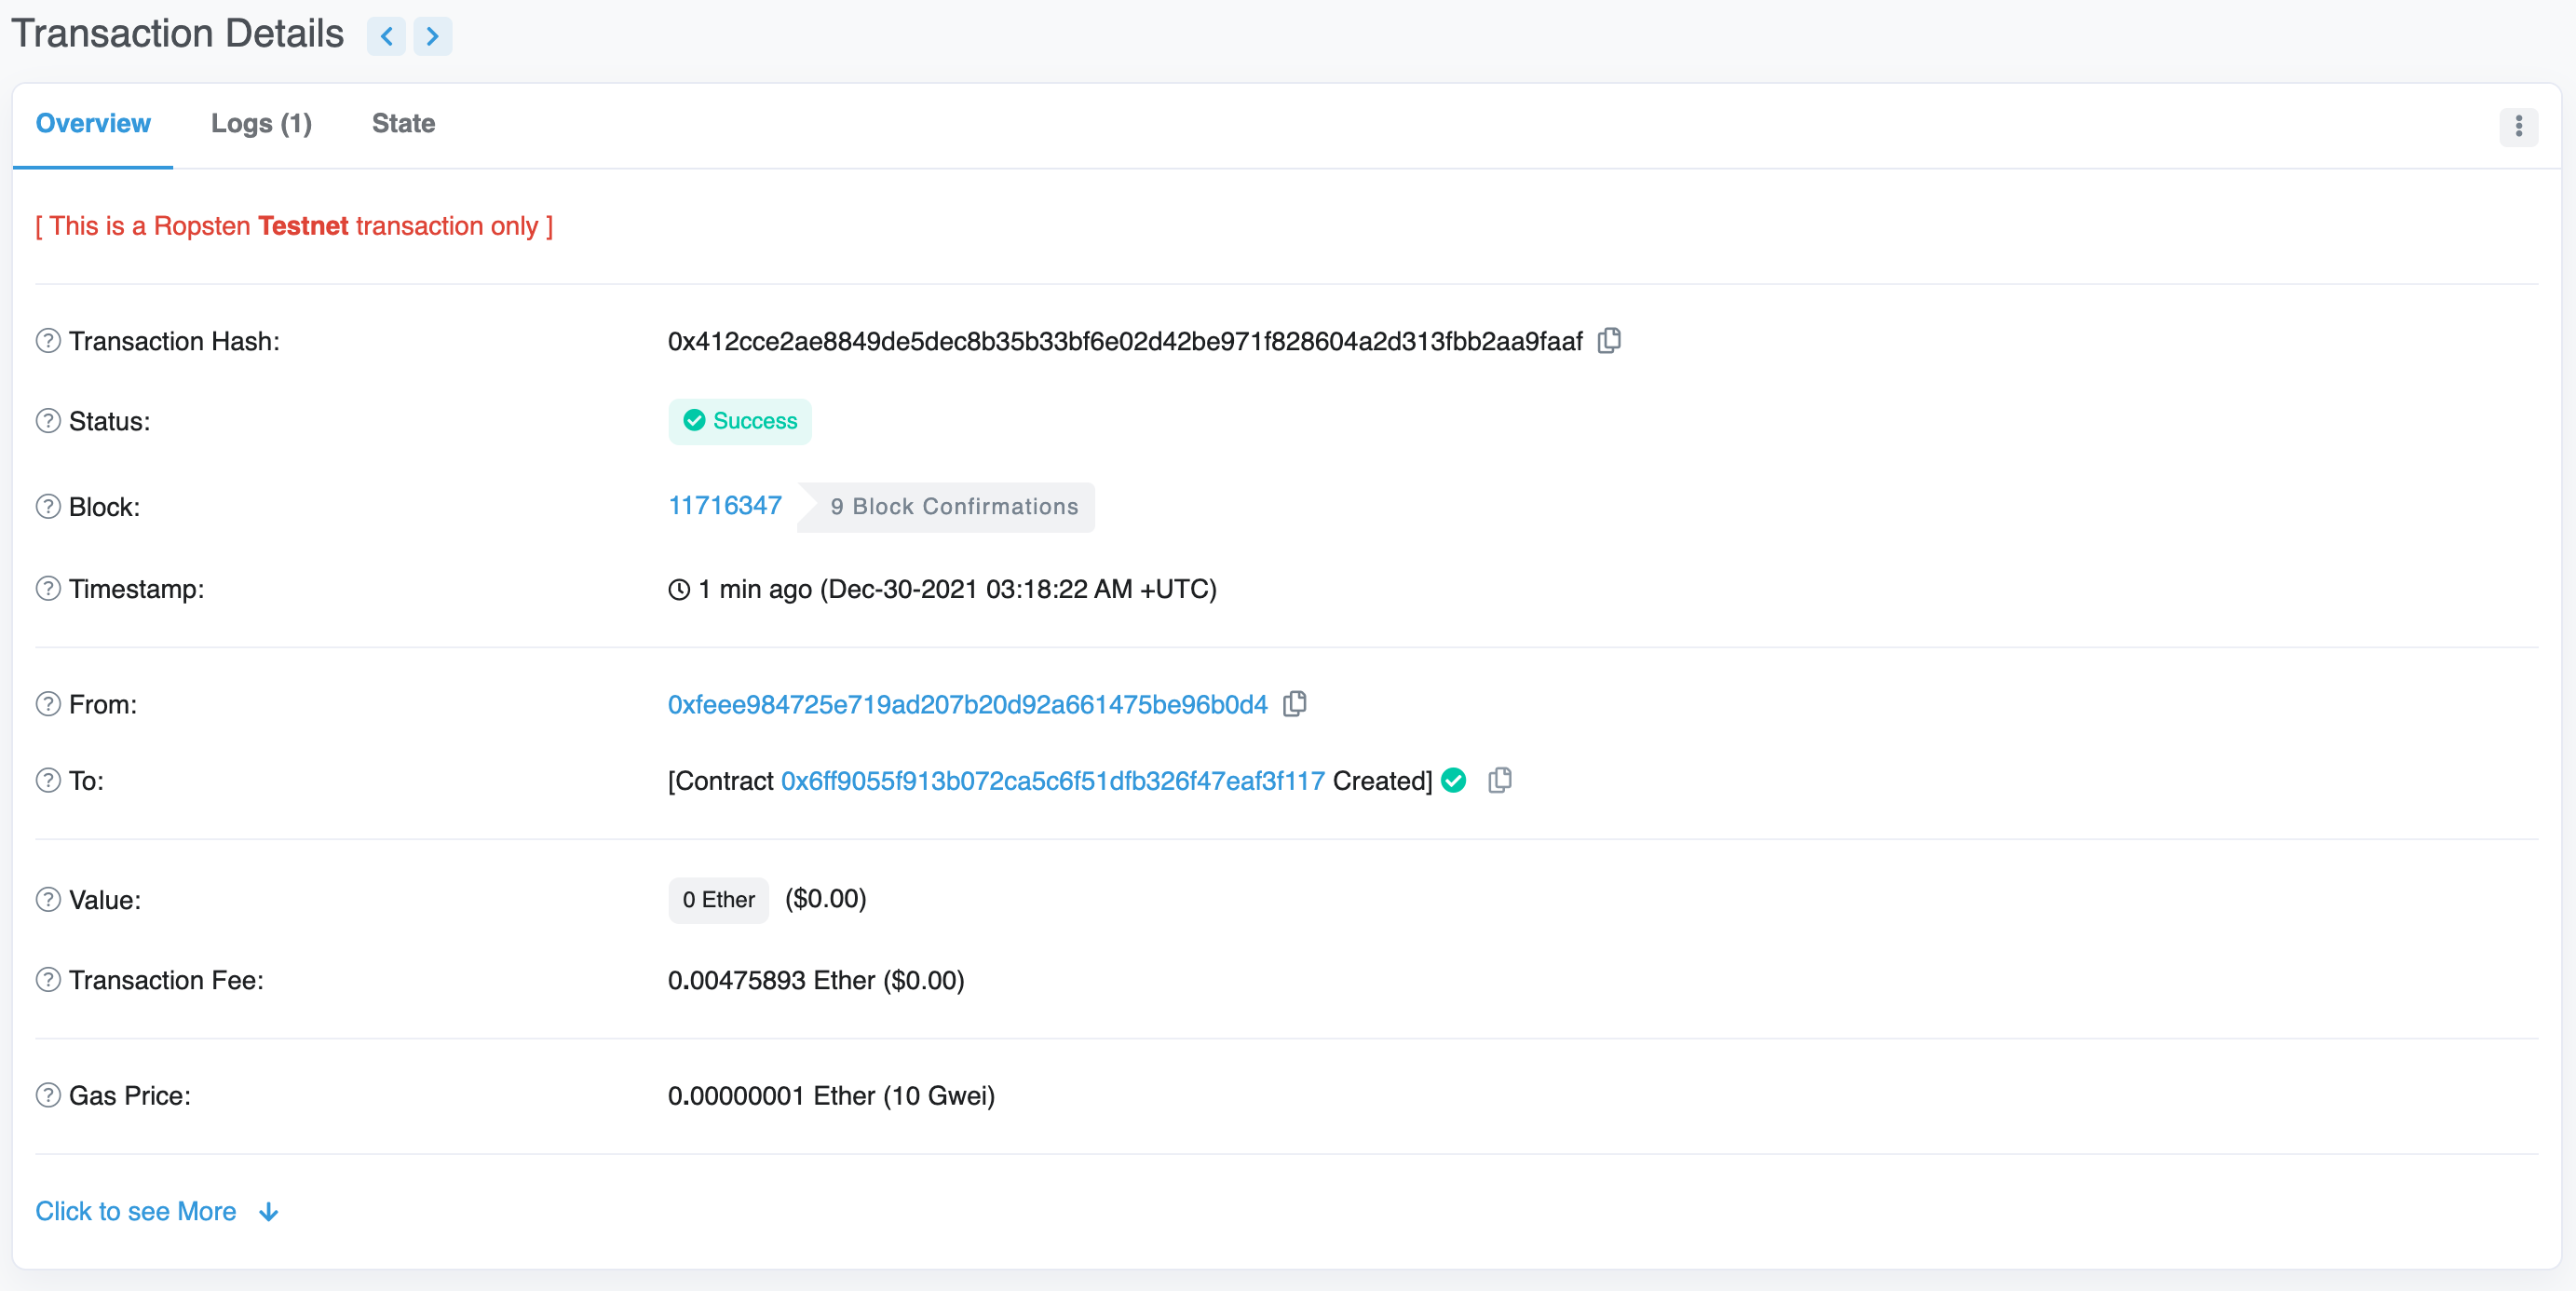 Transaction Details
Overview Logs (1) State
[ This is a Ropsten Testnet transaction only ]
Transaction Hash: 0x412cce2ae8849de5dec8b35b33bf6e02d42be971f828604a2d313fbb2aa9faaf
Status: Success
Block: 11716347 9 Block Confirmations
Timestamp: 1 min ago (Dec-30-2021 03:18:22 AM +UTC)
From: 0xfeee984725e719ad207b20d92a661475be96b0d4
To: [Contract 0x6ff9055f913b072ca5c6f51dfb326f47eaf3f117 Created]
Value: 0 Ether ($0.00)
Transaction Fee: 0.00475893 Ether ($0.00)
Gas Price: 0.00000001 Ether (10 Gwei)
Click to see More